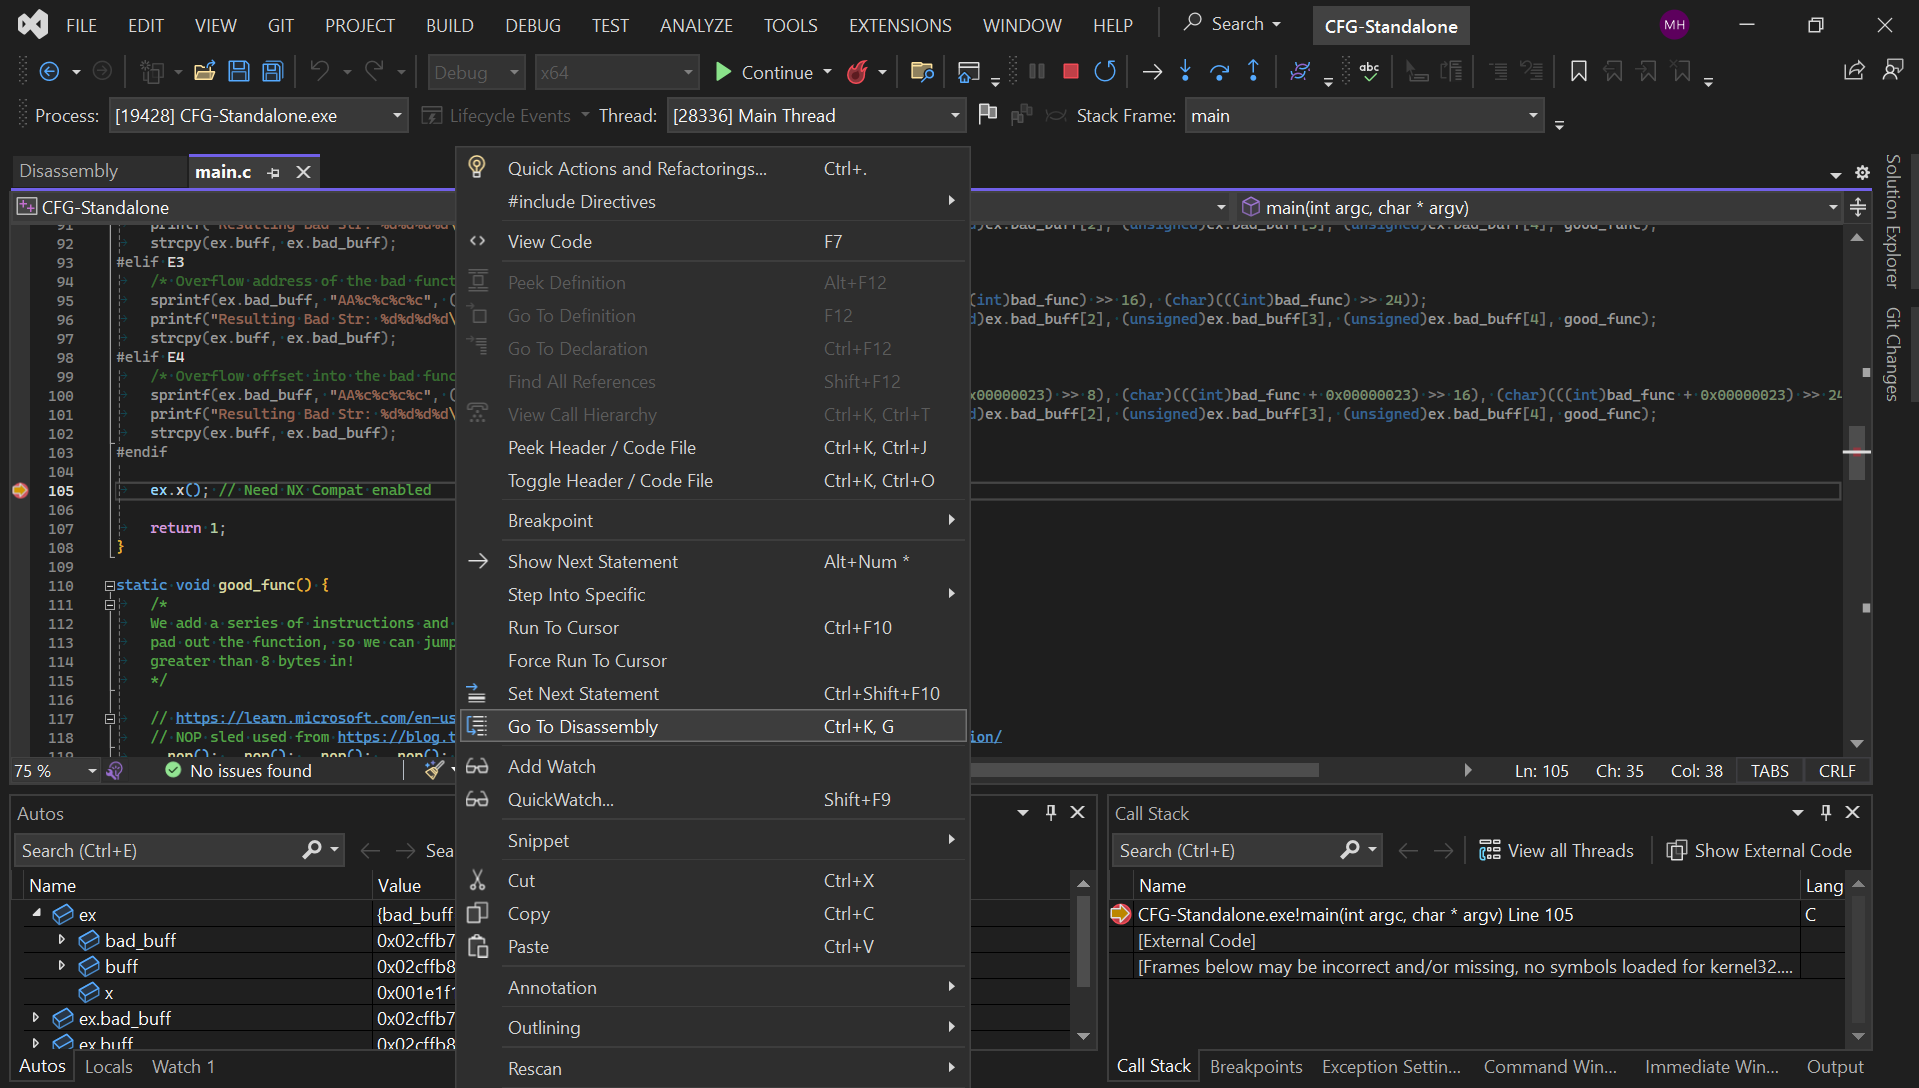 FILE EDIT VIEW GIT PROJECT BUILD DEBUG TEST ANALYZE TOOLS EXTENSIONS WINDOW HELP Search CFG-Standalone MH
Debug x64 Continue abc
Process: [19428] CFG-Standalone.exe Lifecycle Events Thread: [28336] Main Thread Stack Frame: main
Disassembly main.c
CFG-Standalone main(int argc, char * argv)
Solution Explorer
Git Changes
92 strcpy(ex.buff, ex.bad_buff);
93 #elif E3
94 /* Overflow address of the bad funct
95 sprintf(ex.bad_buff, "AA%c%c%c%c", ( (int)bad_func) >> 16), (char)(((int)bad_func) >> 24));
96 printf("Resulting Bad Str: %d%d%d%d\ d)ex.bad_buff[2], (unsigned)ex.bad_buff[3], (unsigned)ex.bad_buff[4], good_func);
97 strcpy(ex.buff, ex.bad_buff);
98 #elif E4
99 /* Overflow offset into the bad func
100 sprintf(ex.bad_buff, "AA%c%c%c%c", ( x00000023) >> 8), (char)(((int)bad_func + 0x00000023) >> 16), (char)(((int)bad_func + 0x00000023) >> 24
101 printf("Resulting Bad Str: %d%d%d%d\ d)ex.bad_buff[2], (unsigned)ex.bad_buff[3], (unsigned)ex.bad_buff[4], good_func);
102 strcpy(ex.buff, ex.bad_buff);
103 #endif
104
105 ex.x(); // Need NX Compat enabled
106
107 return 1;
108 }
109
110 static void good_func() {
111 /*
112 We add a series of instructions and
113 pad out the function, so we can jump
114 greater than 8 bytes in!
115 */
116
117 // https://learn.microsoft.com/en-us
118 // NOP sled used from https://blog.t ion/
119 nop(); nop(); nop(); nop();
75 % No issues found Ln: 105 Ch: 35 Col: 38 TABS CRLF
Quick Actions and Refactorings... Ctrl+.
#include Directives
View Code F7
Peek Definition Alt+F12
Go To Definition F12
Go To Declaration Ctrl+F12
Find All References Shift+F12
View Call Hierarchy Ctrl+K, Ctrl+T
Peek Header / Code File Ctrl+K, Ctrl+J
Toggle Header / Code File Ctrl+K, Ctrl+O
Breakpoint
Show Next Statement Alt+Num *
Step Into Specific
Run To Cursor Ctrl+F10
Force Run To Cursor
Set Next Statement Ctrl+Shift+F10
Go To Disassembly Ctrl+K, G
Add Watch
QuickWatch... Shift+F9
Snippet
Cut Ctrl+X
Copy Ctrl+C
Paste Ctrl+V
Annotation
Outlining
Rescan
Autos
Search (Ctrl+E) Sea
Name Value
ex {bad_buff
bad_buff 0x02cffb7
buff 0x02cffb8
x 0x001e1f1
ex.bad_buff 0x02cffb7
ex.buff 0x02cffb8
Autos Locals Watch 1
Call Stack
Search (Ctrl+E) View all Threads Show External Code
Name Lang
CFG-Standalone.exe!main(int argc, char * argv) Line 105 C
[External Code]
[Frames below may be incorrect and/or missing, no symbols loaded for kernel32....
Call Stack Breakpoints Exception Settin... Command Win... Immediate Win... Output